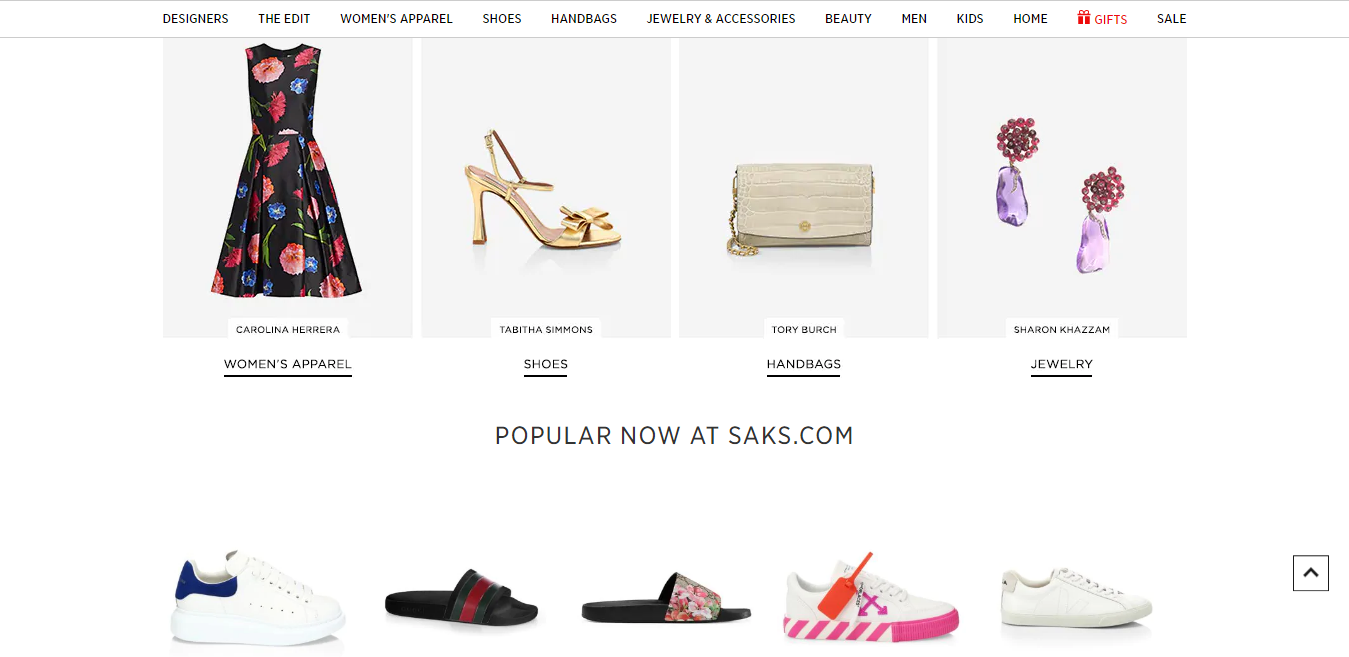 DESIGNERS THE EDIT WOMEN'S APPAREL SHOES HANDBAGS JEWELRY & ACCESSORIES BEAUTY MEN KIDS HOME GIFTS SALE
CAROLINA HERRERA TABITHA SIMMONS TORY BURCH SHARON KHAZZAM
WOMEN'S APPAREL SHOES HANDBAGS JEWELRY
POPULAR NOW AT SAKS.COM